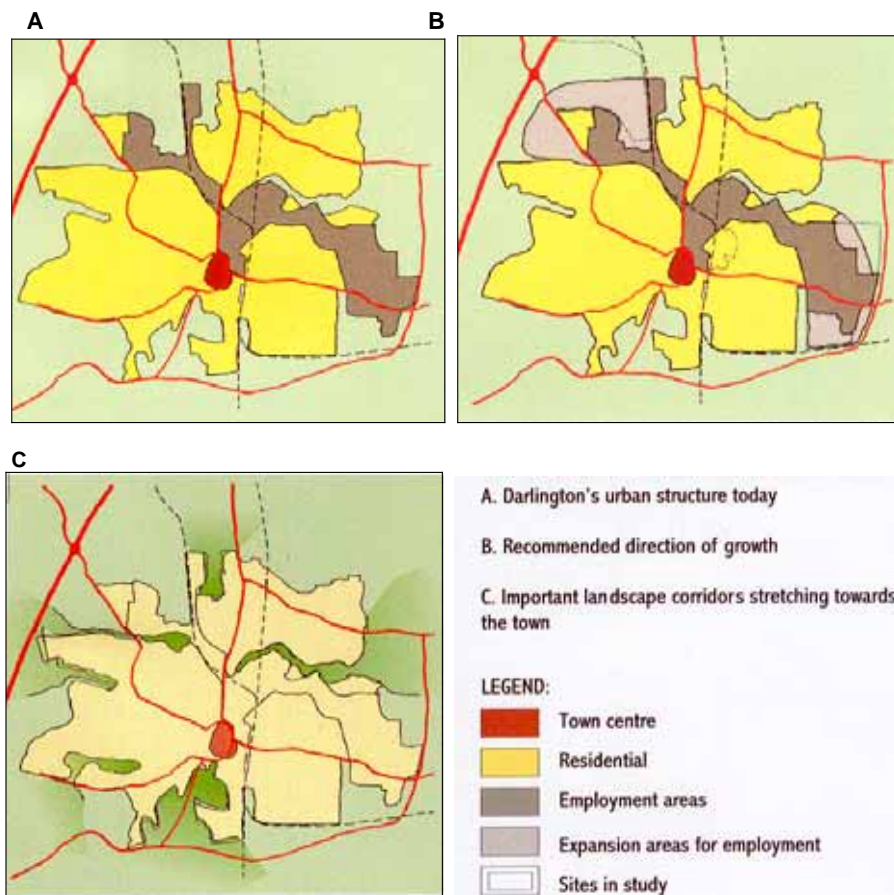 A
B
C
A. Darlington's urban structure today
B. Recommended direction of growth
C. Important landscape corridors stretching towards
the town
LEGEND:
Town centre
Residential
Employment areas
Expansion areas for employment
Sites in study